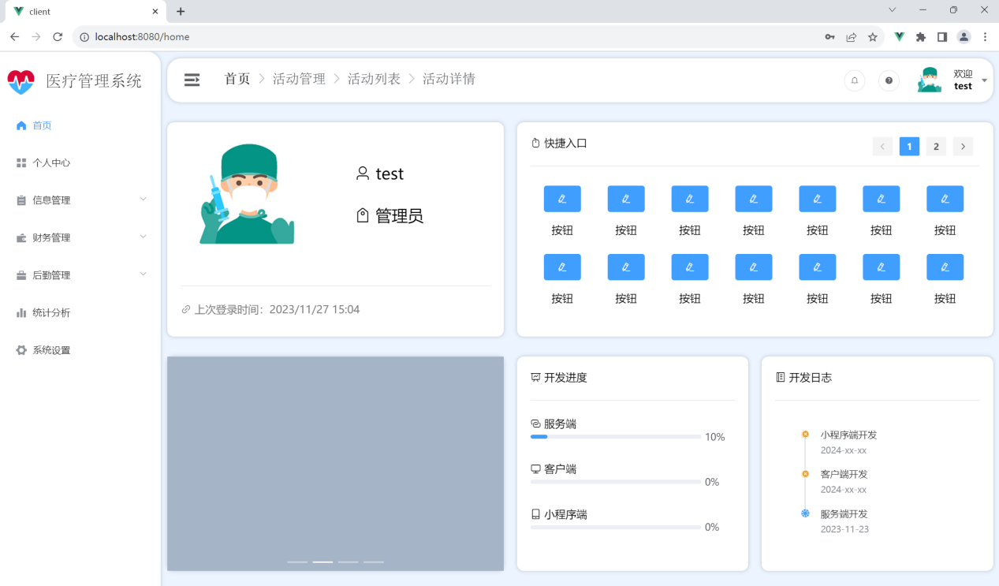 client
localhost:8080/home
医疗管理系统
首页
个人中心
信息管理
财务管理
后勤管理
统计分析
系统设置
首页 活动管理 活动列表 活动详情
欢迎
test
test
管理员
上次登录时间：2023/11/27 15:04
快捷入口
1 2
按钮 按钮 按钮 按钮 按钮 按钮 按钮
按钮 按钮 按钮 按钮 按钮 按钮 按钮
开发进度
服务端
10%
客户端
0%
小程序端
0%
开发日志
小程序端开发
2024-xx-xx
客户端开发
2024-xx-xx
服务端开发
2023-11-23